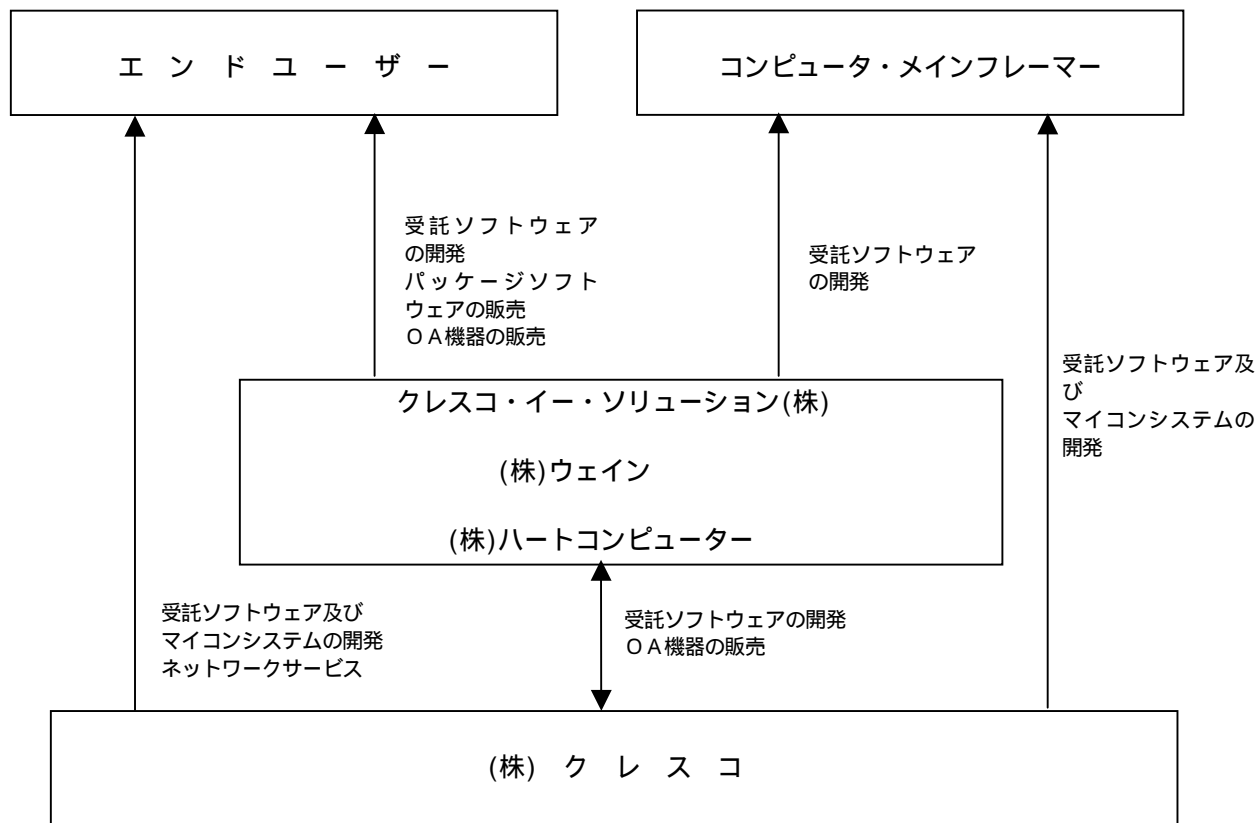 エ ン ド ユ ー ザ ー
コンピュータ・メインフレーマー
受託ソフトウェア
の開発
パッケージソフト
ウェアの販売
ＯＡ機器の販売
受託ソフトウェア
の開発
受託ソフトウェア及
び
マイコンシステムの
開発
クレスコ・イー・ソリューション(株)
(株)ウェイン
(株)ハートコンピューター
受託ソフトウェア及び
マイコンシステムの開発
ネットワークサービス
受託ソフトウェアの開発
ＯＡ機器の販売
(株) ク レ ス コ